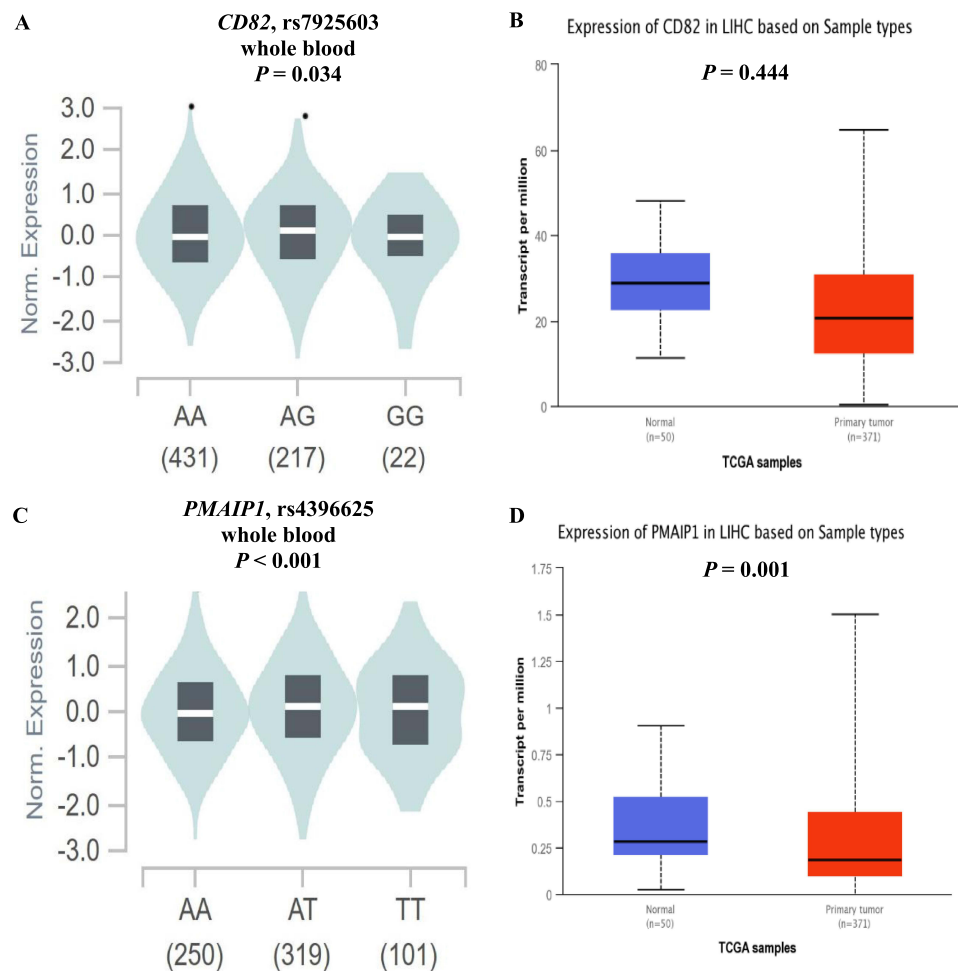 A
CD82, rs7925603
whole blood
P = 0.034
Norm. Expression
3.0
2.0
1.0
0.0
-1.0
-2.0
-3.0
AA
AG
GG
(431)
(217)
(22)
B
Expression of CD82 in LIHC based on Sample types
P = 0.444
Transcript per million
80
60
40
20
0
Normal
(n=50)
Primary tumor
(n=371)
TCGA samples
C
PMAIP1, rs4396625
whole blood
P < 0.001
Norm. Expression
2.0
1.0
0.0
-1.0
-2.0
-3.0
AA
AT
TT
(250)
(319)
(101)
D
Expression of PMAIP1 in LIHC based on Sample types
P = 0.001
Transcript per million
1.75
1.5
1.25
1
0.75
0.5
0.25
0
Normal
(n=50)
Primary tumor
(n=371)
TCGA samples